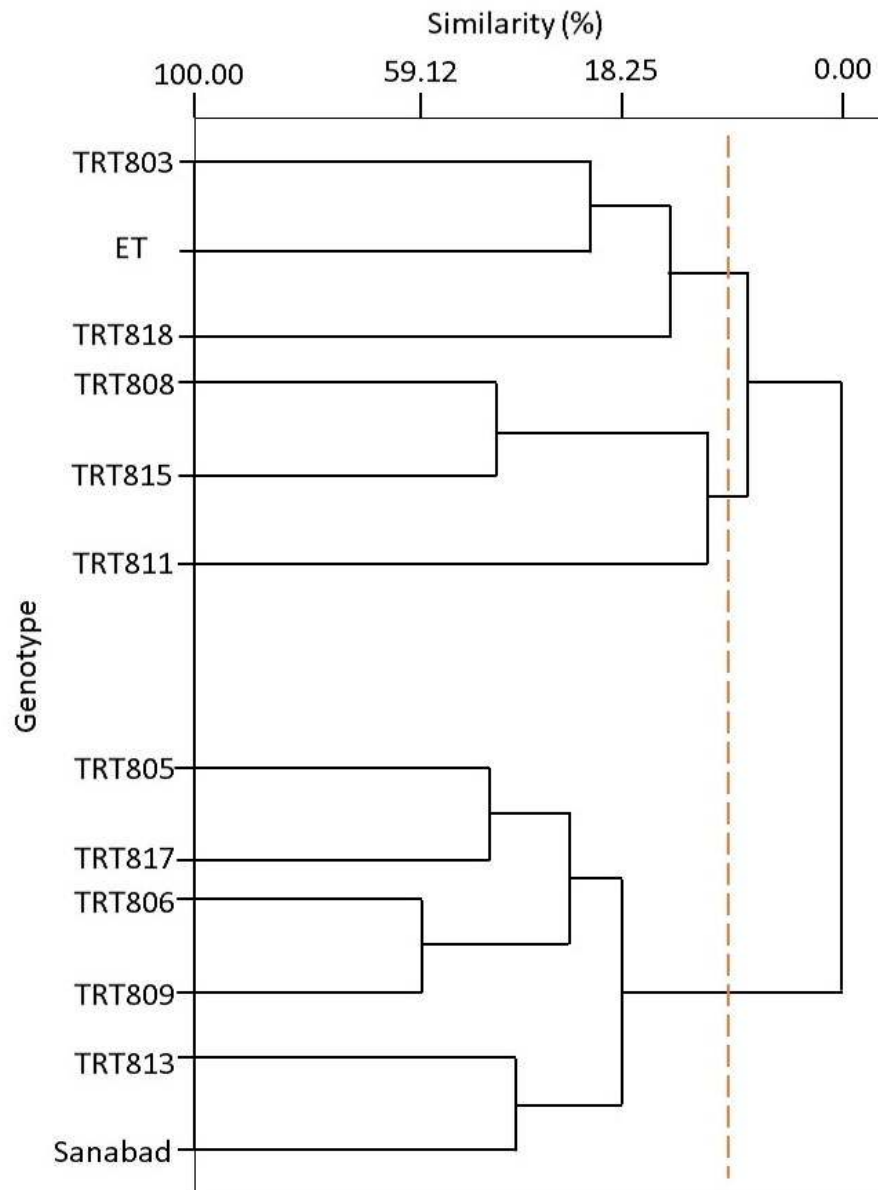 Similarity (%)
100.00 59.12 18.25 0.00
TRT803
ET
TRT818
TRT808
TRT815
TRT811
Genotype
TRT805
TRT817
TRT806
TRT809
TRT813
Sanabad